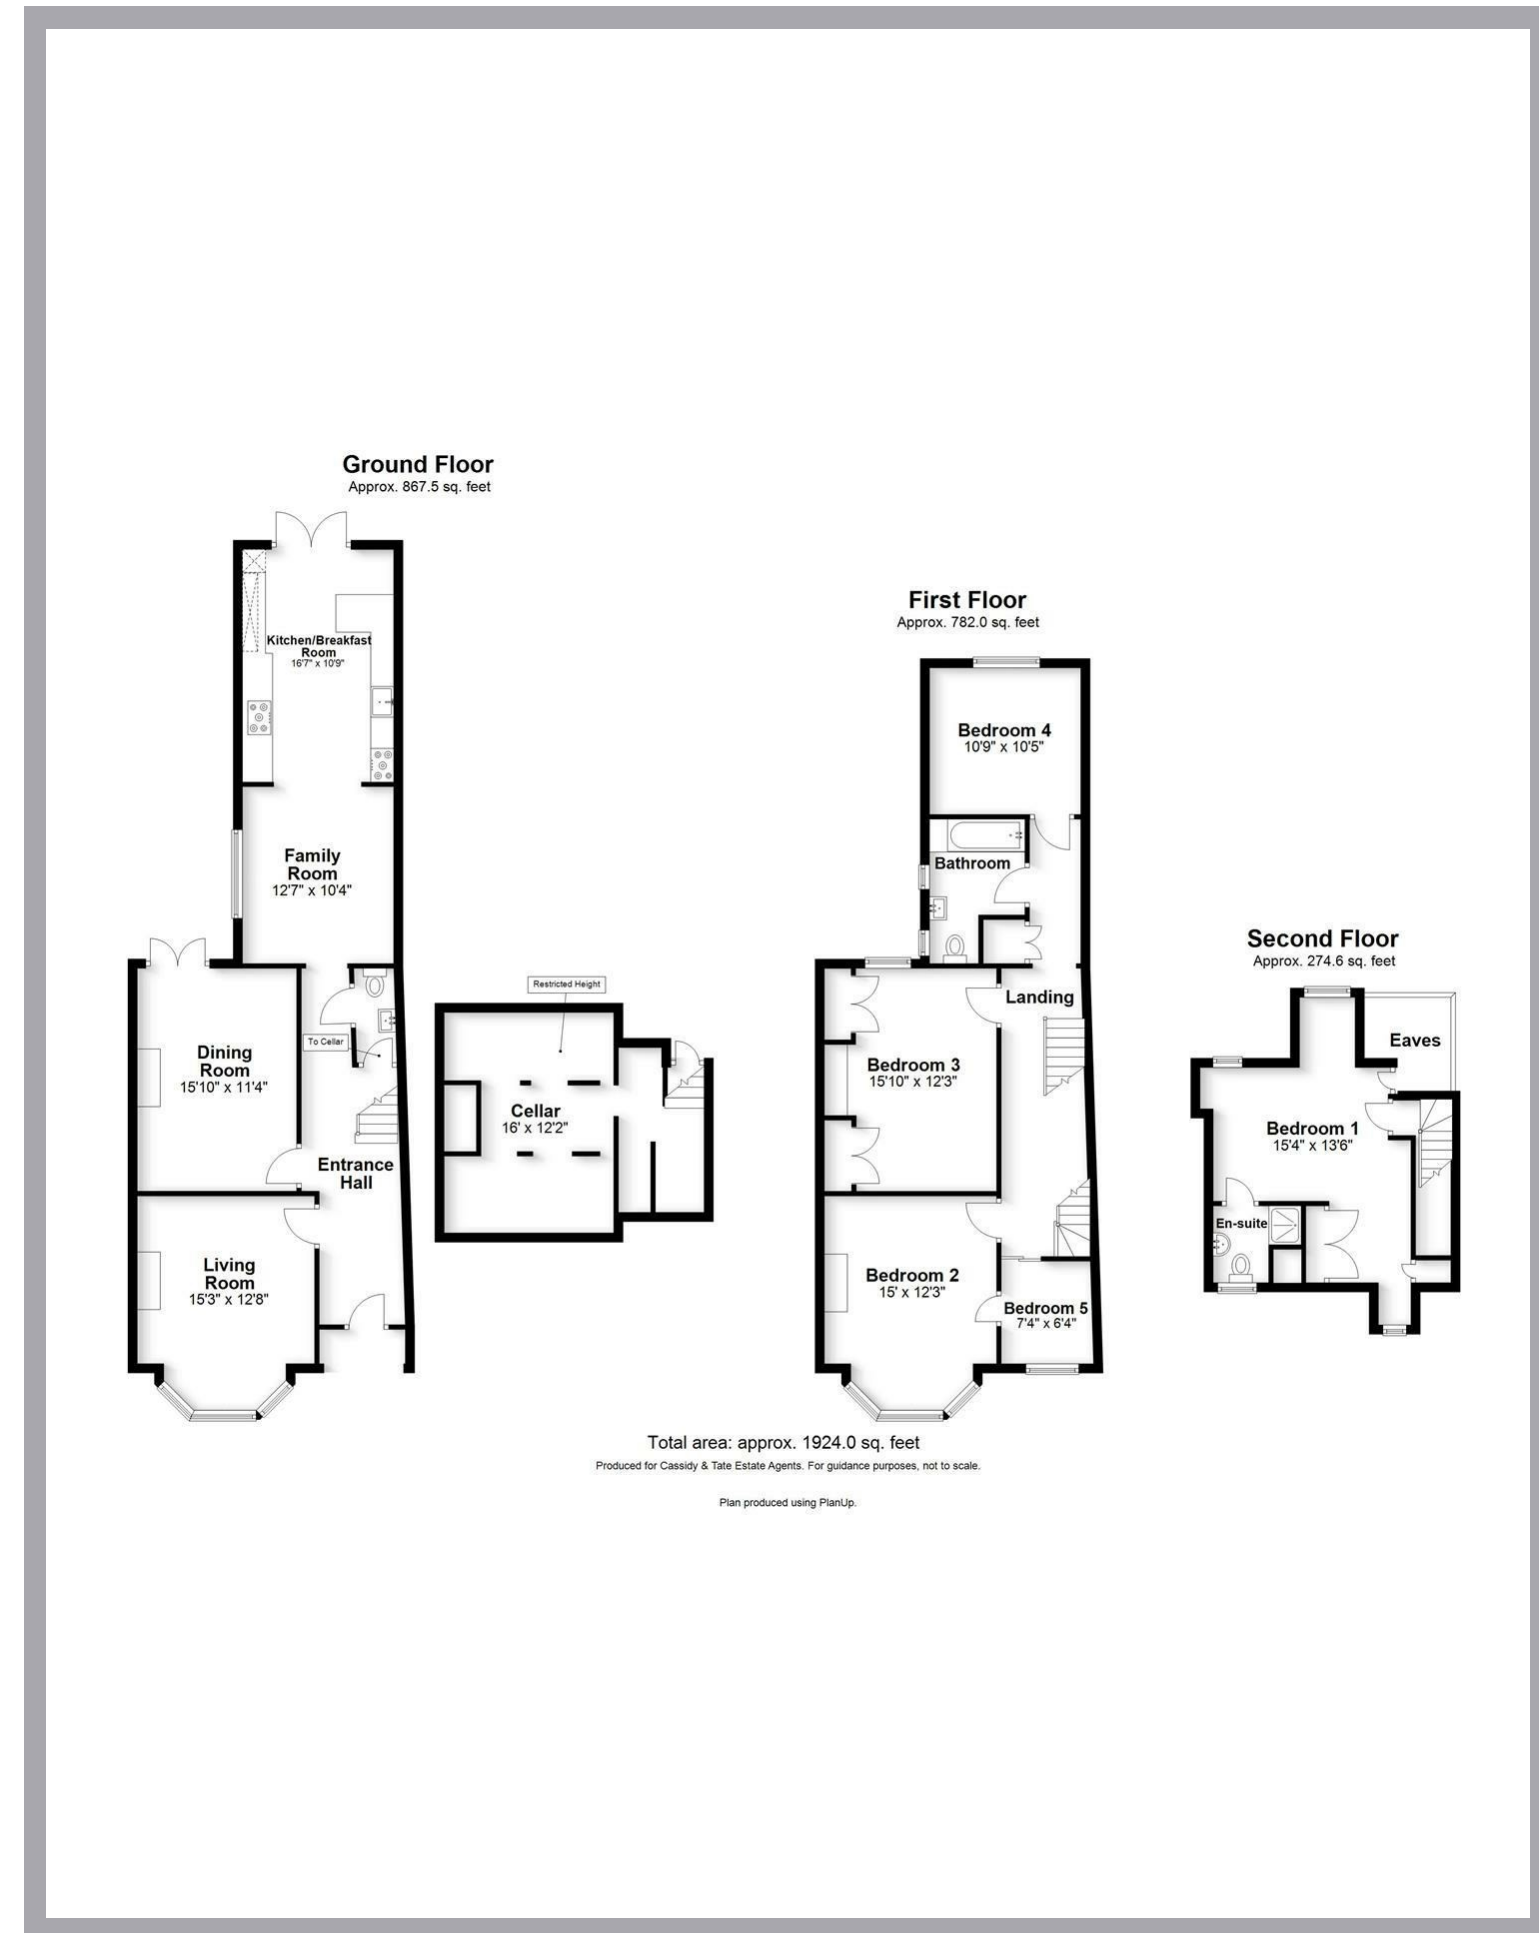 Ground Floor
Approx. 867.5 sq. feet
Kitchen/Breakfast
Room
16'7" x 10'9"
Family
Room
12'7" x 10'4"
To Cellar
Dining
Room
15'10" x 11'4"
Entrance
Hall
Living
Room
15'3" x 12'8"
Restricted Height
Cellar
16' x 12'2"
First Floor
Approx. 782.0 sq. feet
Bedroom 4
10'9" x 10'5"
Bathroom
Landing
Bedroom 3
15'10" x 12'3"
Bedroom 2
15' x 12'3"
Bedroom 5
7'4" x 6'4"
Second Floor
Approx. 274.6 sq. feet
Eaves
Bedroom 1
15'4" x 13'6"
En-suite
Total area: approx. 1924.0 sq. feet
Produced for Cassidy & Tate Estate Agents. For guidance purposes, not to scale.
Plan produced using PlanUp.